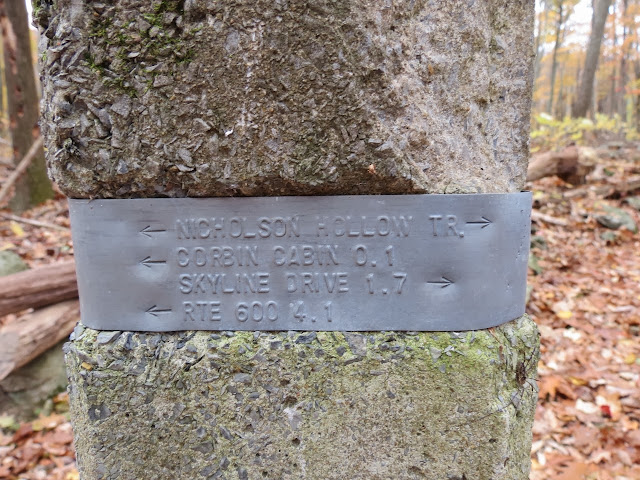 ← NICHOLSON HOLLOW TR. →
← CORBIN CABIN 0.1
SKYLINE DRIVE 1.7 →
← RTE 600 4.1